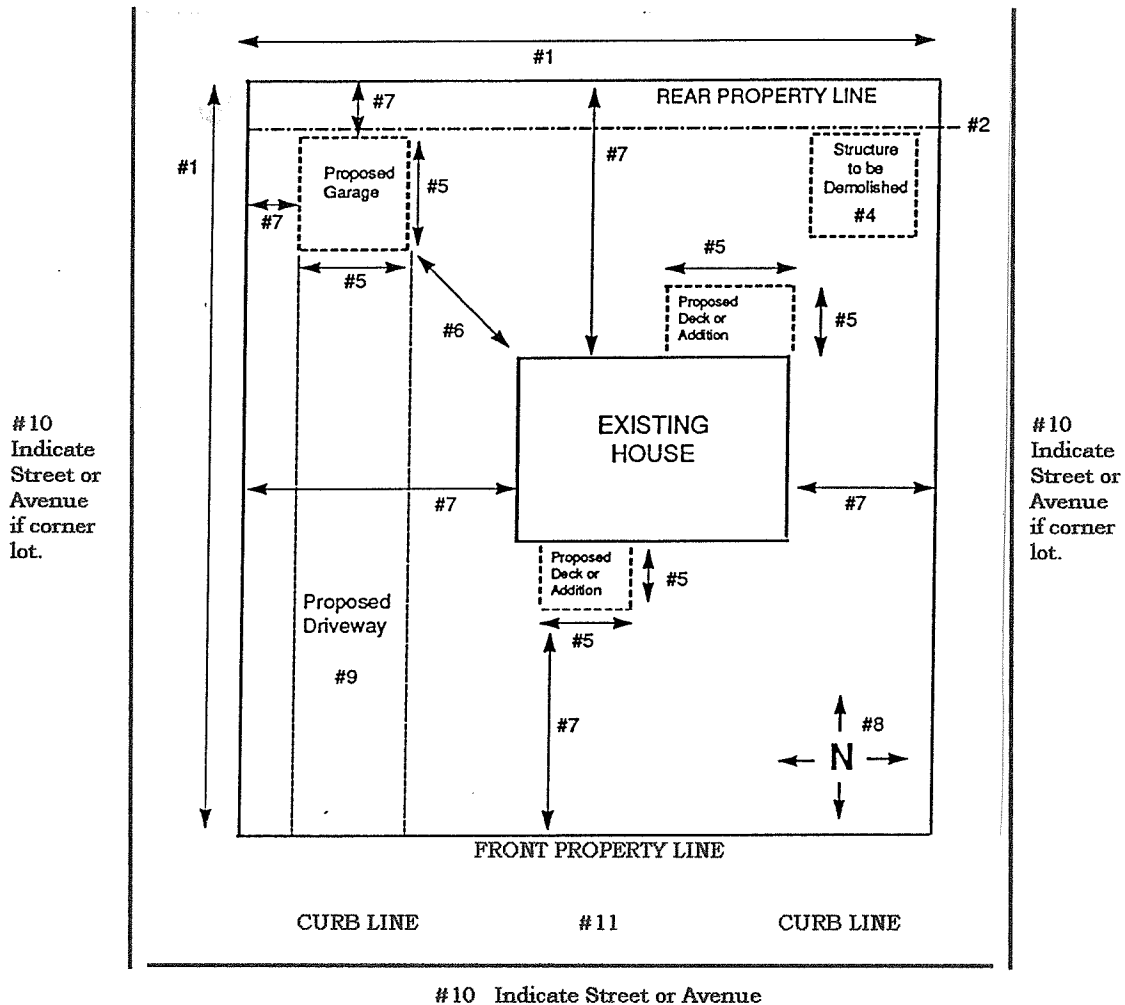 #1
#7
REAR PROPERTY LINE
#2
#1
#7
Structure
to be
Demolished
#4
Proposed
Garage
#5
#7
#5
#5
#6
Proposed
Deck or
Addition
#5
#10
Indicate
Street or
Avenue
if corner
lot.
EXISTING
HOUSE
#10
Indicate
Street or
Avenue
if corner
lot.
#7
#7
Proposed
Deck or
Addition
#5
#5
Proposed
Driveway
#9
#7
#8
N
FRONT PROPERTY LINE
CURB LINE
#11
CURB LINE
#10 Indicate Street or Avenue